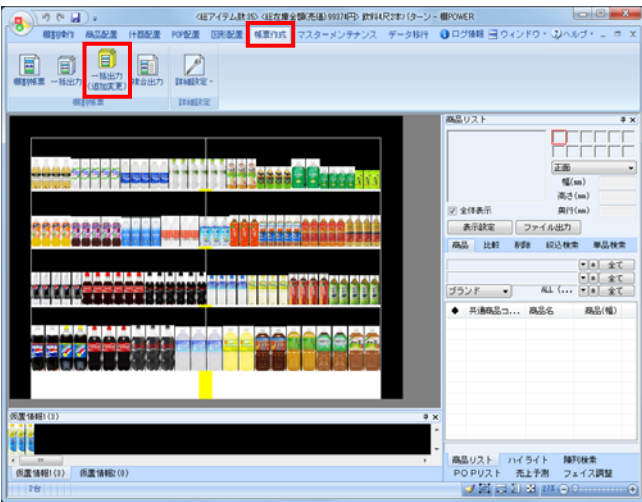 <総アイテム数:35> <総在庫金額(売価):99374円> 飲料4尺2本パターン - 棚POWER
棚割操作 商品配置 什器配置 POP配置 図形配置 帳票作成 マスターメンテナンス データ移行 ログ情報 ウィンドウ ヘルプ
棚割帳票 一括出力 一括出力(追加変更) 複合出力 詳細設定
棚割帳票 詳細設定
商品リスト
正面
幅(mm)
高さ(mm)
全体表示 奥行(mm)
表示設定 ファイル出力
商品 比較 削除 絞込検索 単品検索
全て
全て
ブランド ALL (... 全て
◆ 共通商品コ... 商品名 商品(幅)
仮置情報1(3)
仮置情報1(3) 仮置情報2(0)
商品リスト ハイライト 陳列検索
POPリスト 売上予測 フェイス調整
2台 27%